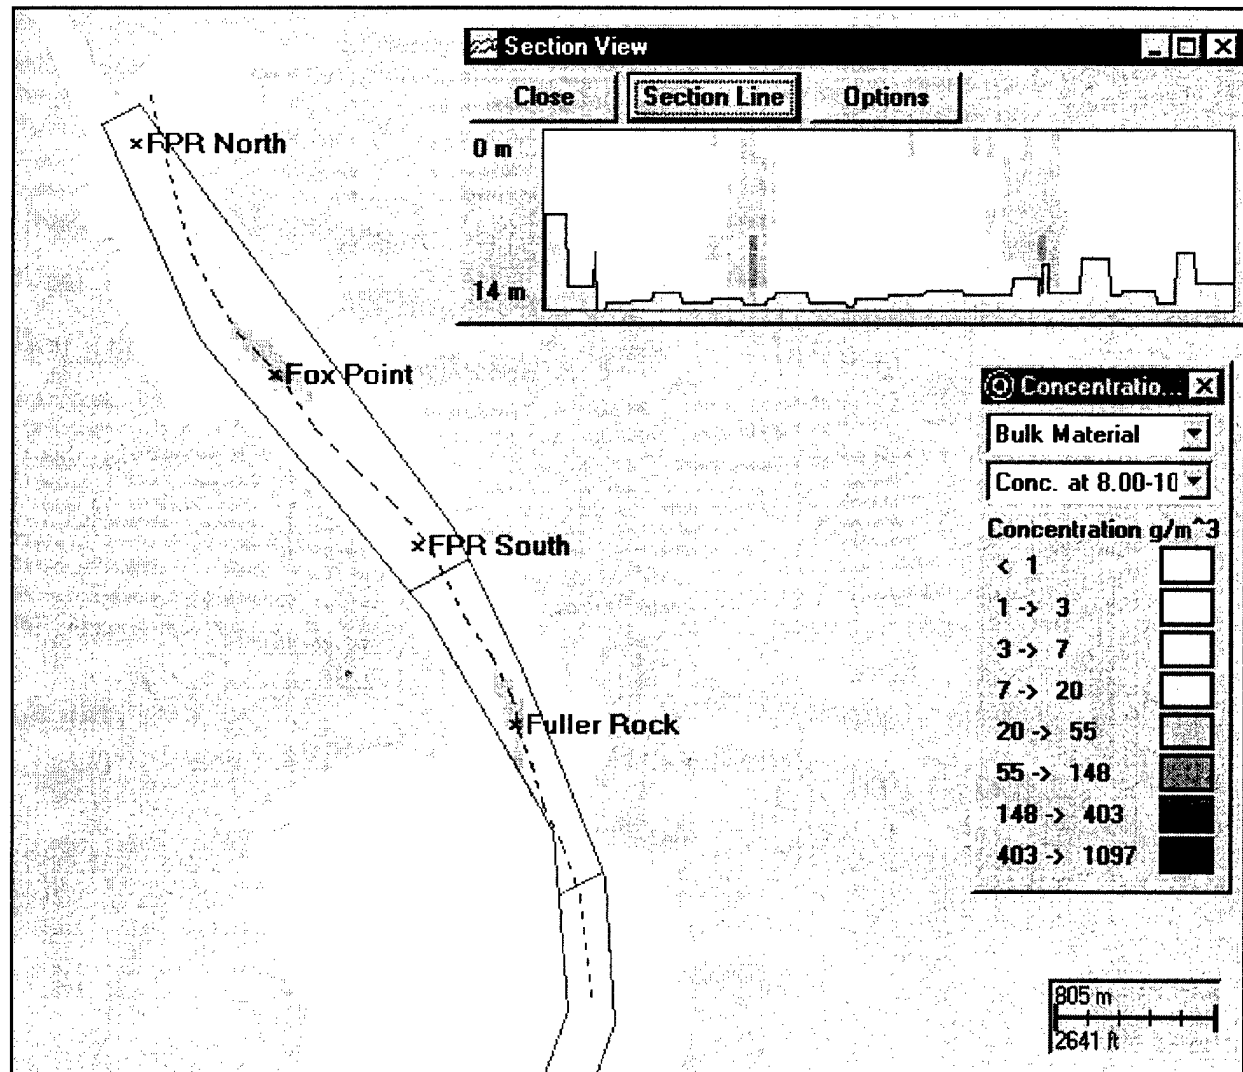 Section View
Close
Section Line
Options
0 m
14 m
FPR North
Fox Point
FPR South
Fuller Rock
Concentratio...
Bulk Material
Conc. at 8.00-10
Concentration g/m^3
< 1
1 -> 3
3 -> 7
7 -> 20
20 -> 55
55 -> 148
148 -> 403
403 -> 1097
805 m
2641 ft